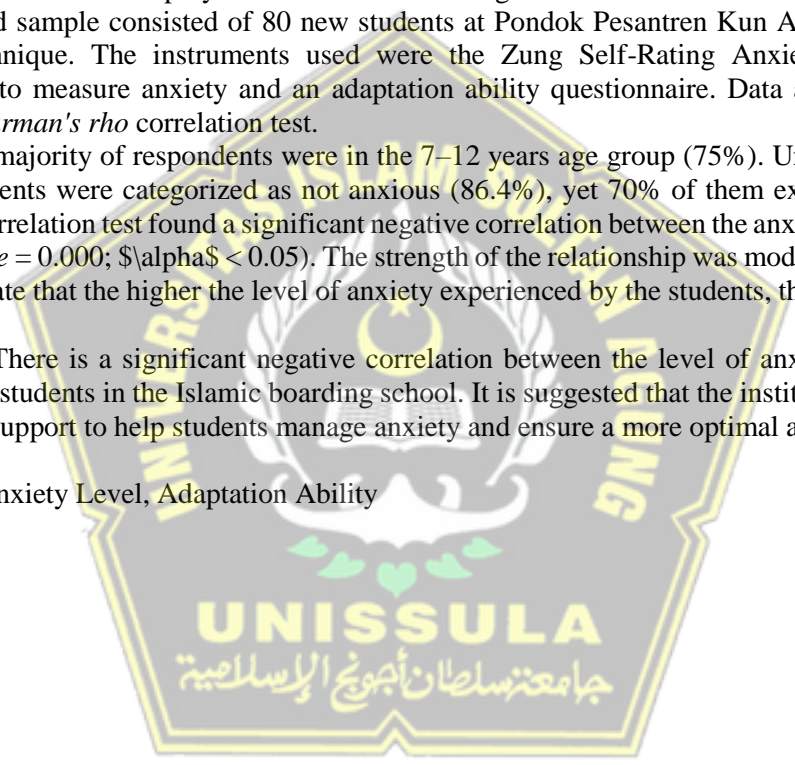 d sample consisted of 80 new students at Pondok Pesantren Kun A
nique. The instruments used were the Zung Self-Rating Anxie
to measure anxiety and an adaptation ability questionnaire. Data a
rman's rho correlation test.
majority of respondents were in the 7–12 years age group (75%). U
ents were categorized as not anxious (86.4%), yet 70% of them ex
rrelation test found a significant negative correlation between the anx
e = 0.000; $\alpha$ < 0.05). The strength of the relationship was mod
ate that the higher the level of anxiety experienced by the students, th
There is a significant negative correlation between the level of anx
students in the Islamic boarding school. It is suggested that the instit
upport to help students manage anxiety and ensure a more optimal a
nxiety Level, Adaptation Ability
UNIVERSITAS ISLAM SULTAN AGUNG
UNISSULA
جامعة سلطان أجونج الإسلامية